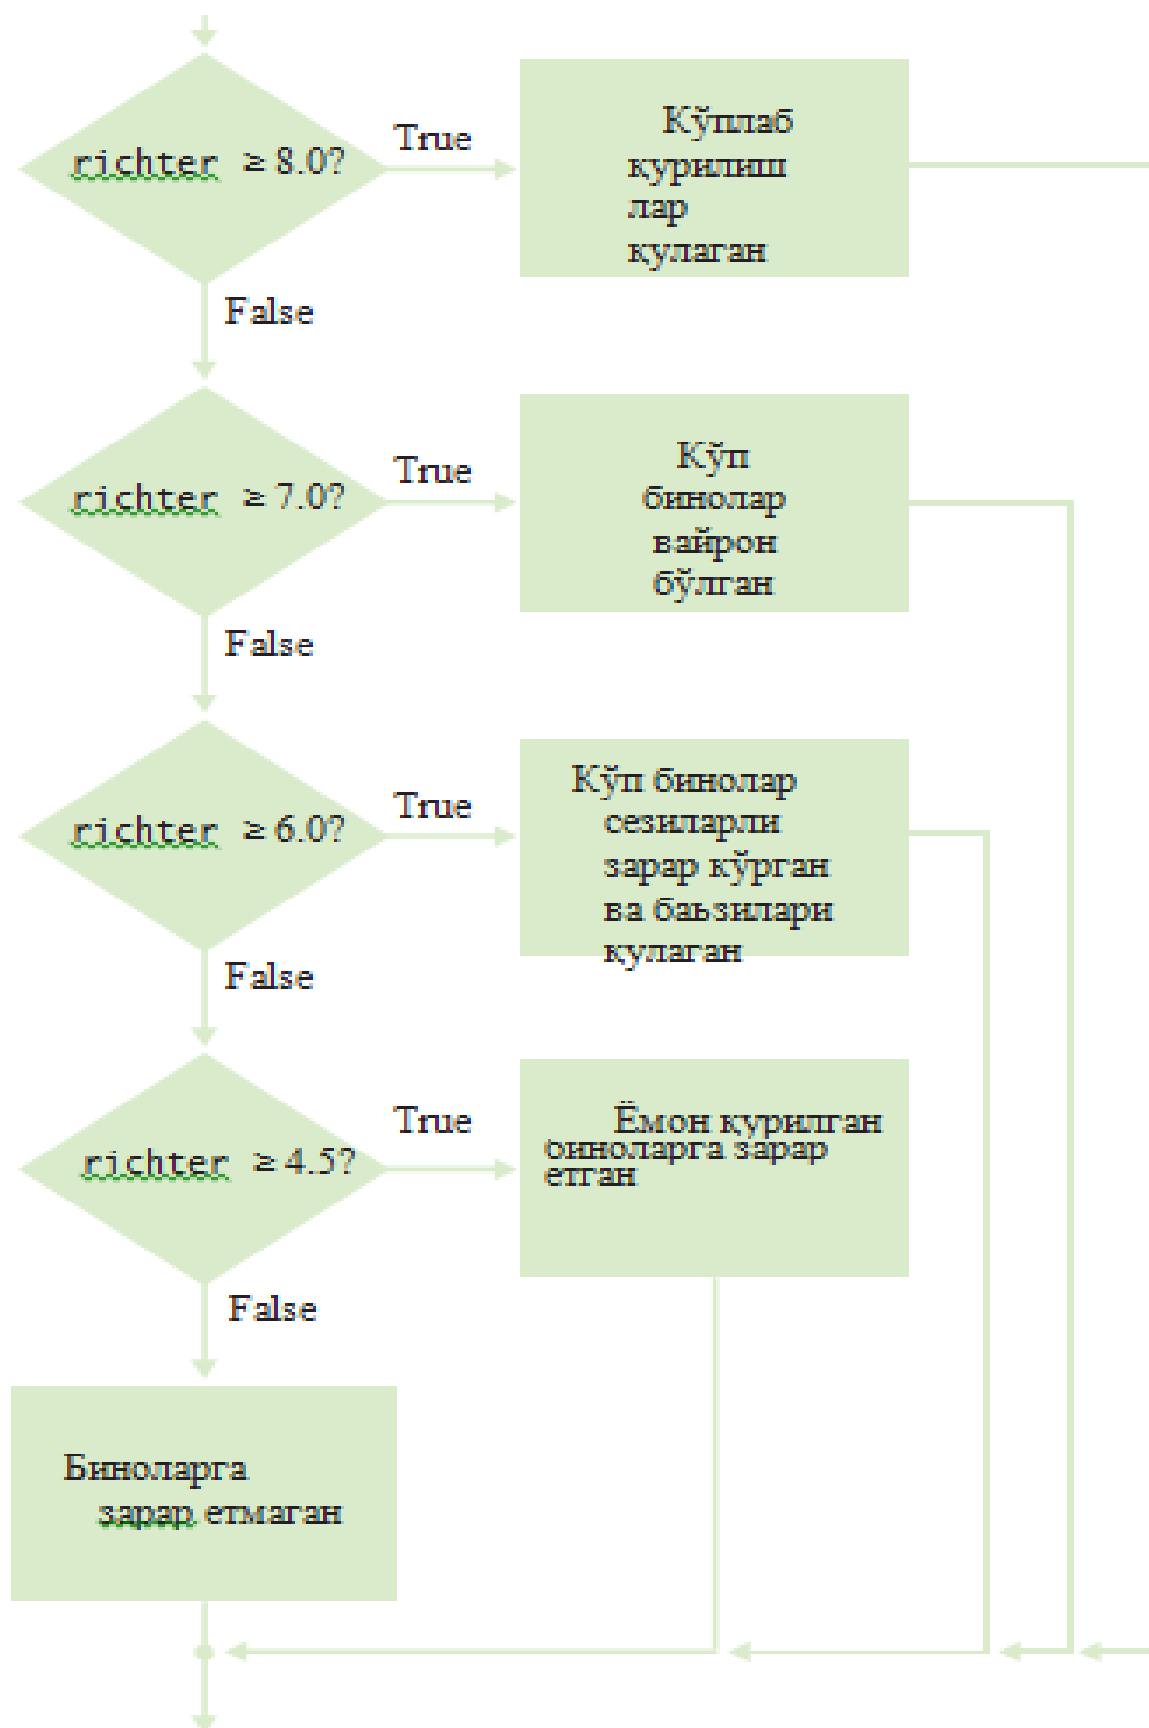 richter ≥ 8.0?
True
Кўплаб
қурилиш
лар
қулаган
False
richter ≥ 7.0?
True
Кўп
бинолар
вайрон
бўлган
False
richter ≥ 6.0?
True
Кўп бинолар
сезиларли
зарар кўрган
ва баьзилари
қулаган
False
richter ≥ 4.5?
True
Ёмон қурилган
биноларга зарар
етган
False
Биноларга
зарар етмаган